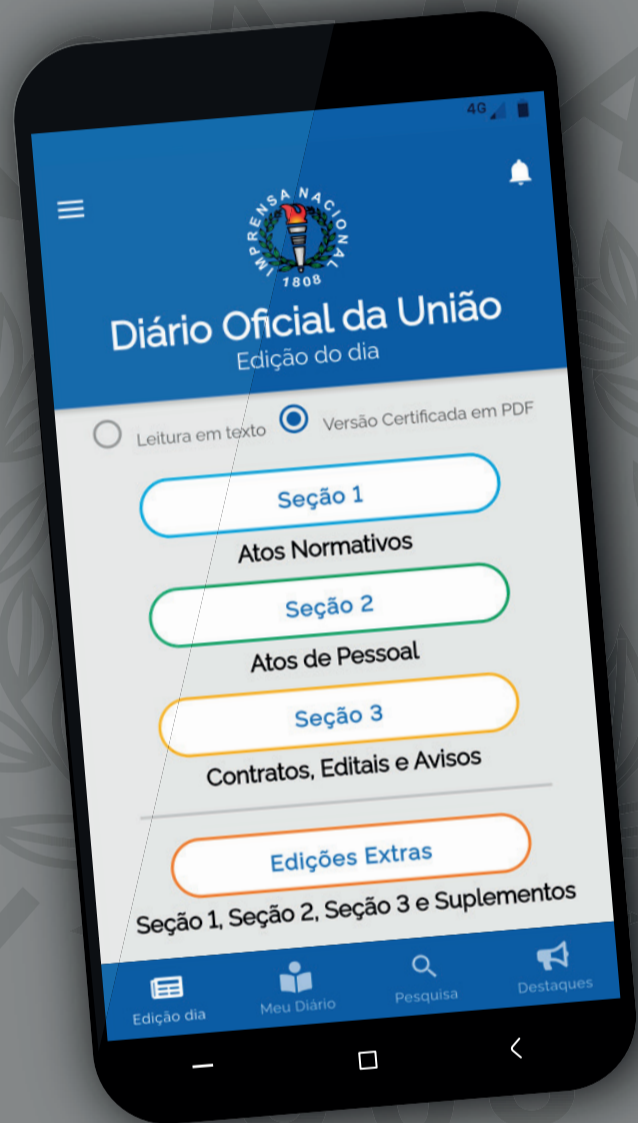 4G
IMPRENSA NACIONAL
1808
Diário Oficial da União
Edição do dia
Leitura em texto Versão Certificada em PDF
Seção 1
Atos Normativos
Seção 2
Atos de Pessoal
Seção 3
Contratos, Editais e Avisos
Edições Extras
Seção 1, Seção 2, Seção 3 e Suplementos
Edição dia Meu Diário Pesquisa Destaques